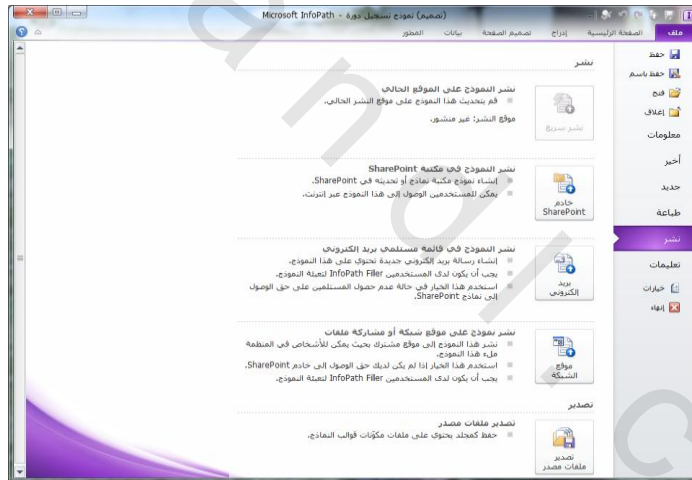 (تصميم) نموذج تسجيل دورة - Microsoft InfoPath
ملف
الصفحة الرئيسية
إدراج
تصميم الصفحة
بيانات
المطور
حفظ
حفظ باسم
فتح
إغلاق
معلومات
أخير
جديد
طباعة
نشر
تعليمات
خيارات
إنهاء
نشر
نشر سريع
نشر النموذج على الموقع الحالي
قم بتحديث هذا النموذج على موقع النشر الحالي.
موقع النشر: غير منشور.
خادم
SharePoint
نشر النموذج في مكتبة SharePoint
إنشاء نموذج مكتبة نماذج أو تحديثه في SharePoint.
يمكن للمستخدمين الوصول إلى هذا النموذج عبر إنترنت.
بريد
إلكتروني
نشر النموذج في قائمة مستلمي بريد إلكتروني
إنشاء رسالة بريد إلكتروني جديدة تحتوي على هذا النموذج.
يجب أن يكون لدى المستخدمين InfoPath Filler لتعبئة النموذج.
استخدم هذا الخيار في حالة عدم حصول المستلمين على حق الوصول
إلى نماذج SharePoint.
موقع
الشبكة
نشر نموذج على موقع شبكة أو مشاركة ملفات
نشر هذا النموذج إلى موقع مشترك بحيث يمكن للأشخاص في المنظمة
ملء هذا النموذج.
استخدم هذا الخيار إذا لم يكن لديك حق الوصول إلى خادم SharePoint.
يجب أن يكون لدى المستخدمين InfoPath Filler لتعبئة النموذج.
تصدير
تصدير
ملفات مصدر
تصدير ملفات مصدر
حفظ كمجلد يحتوي على ملفات مكوّنات قوالب النماذج.